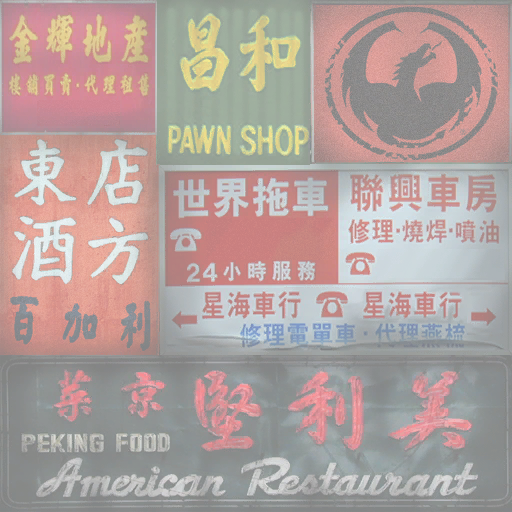 金輝地產
樓舖買賣·代理租售
昌和
PAWN SHOP
東店
酒方
百加利
世界拖車
24小時服務
聯興車房
修理·燒焊·噴油
星海車行
星海車行
修理電單車·代理燕梳
菜京
PEKING FOOD
堅利美
American Restaurant